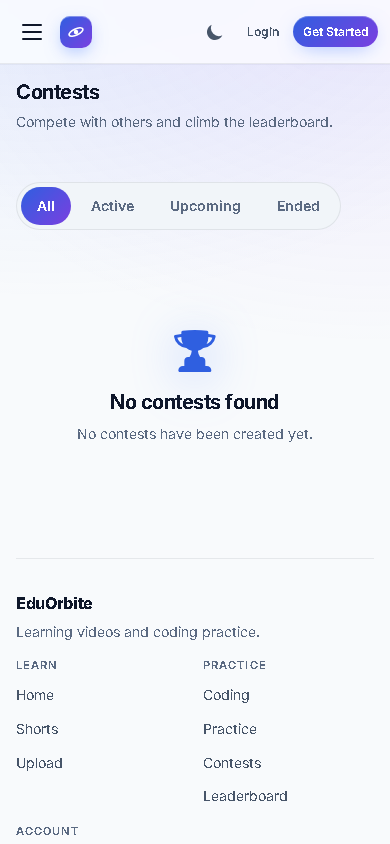 Login
Get Started
Contests
Compete with others and climb the leaderboard.
All
Active
Upcoming
Ended
No contests found
No contests have been created yet.
EduOrbite
Learning videos and coding practice.
LEARN
Home
Shorts
Upload
PRACTICE
Coding
Practice
Contests
Leaderboard
ACCOUNT